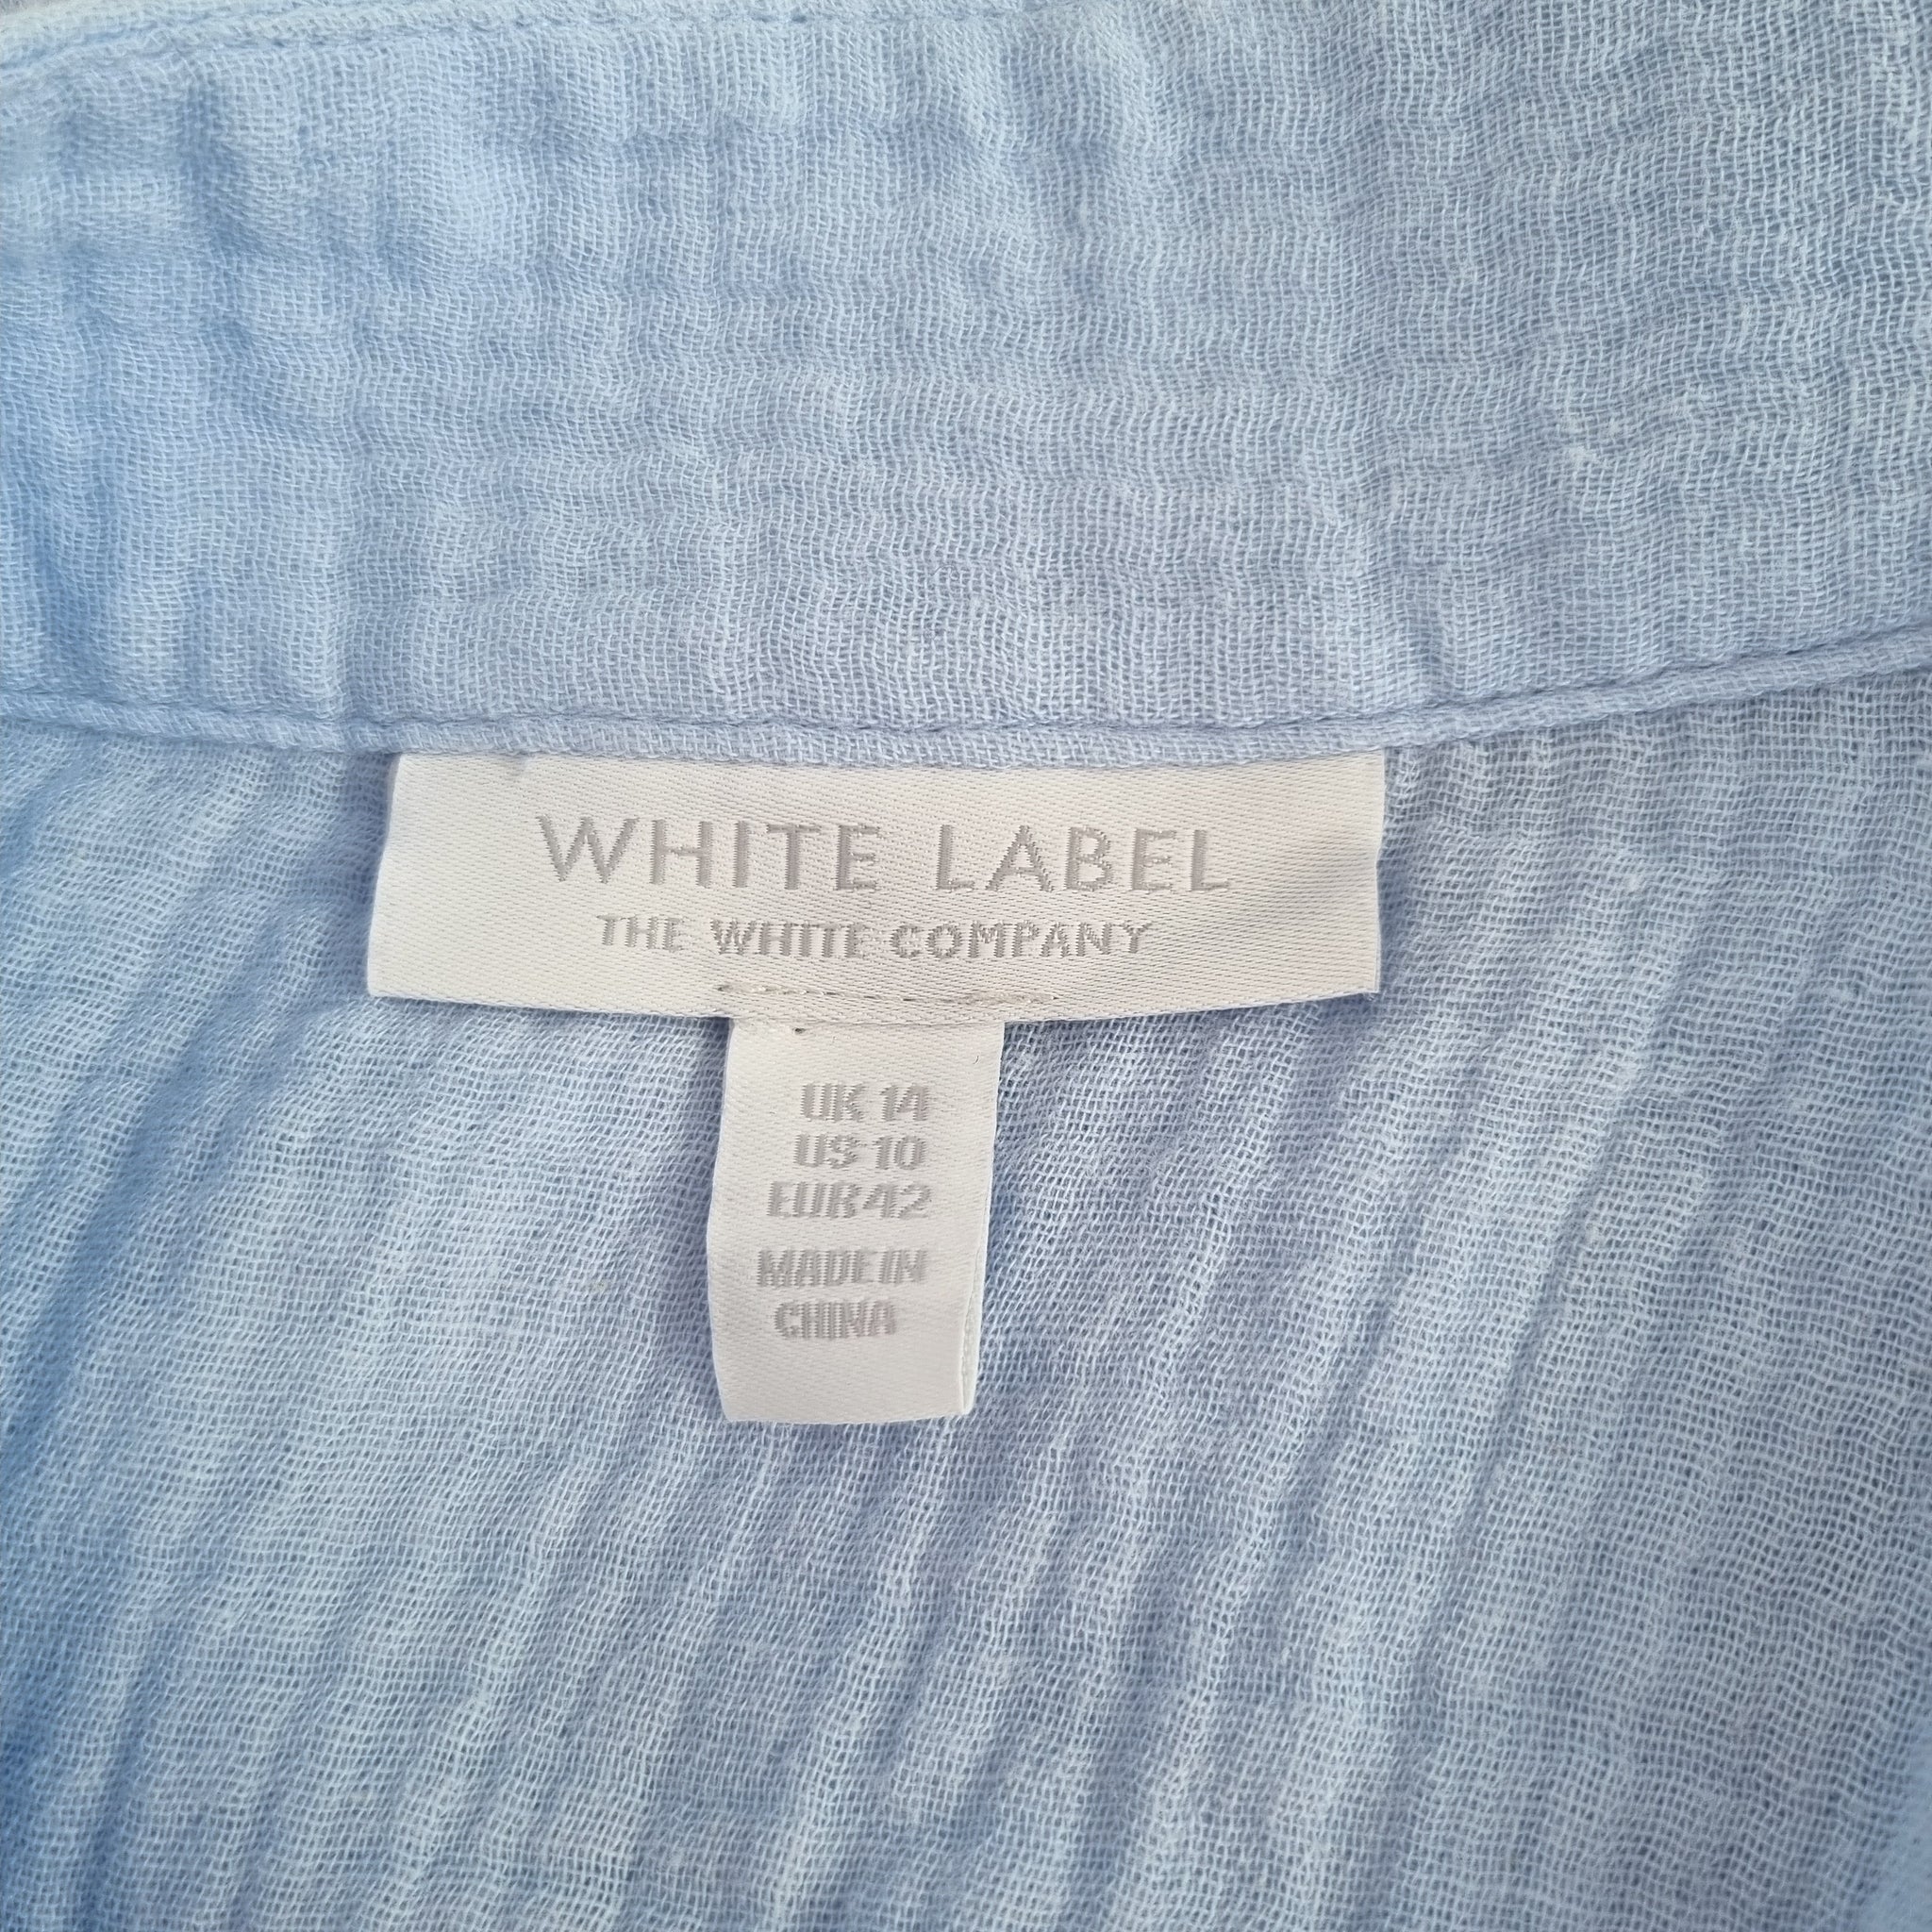 WHITE LABEL
THE WHITE COMPANY
UK 14
US 10
EUR 42
MADE IN
CHINA